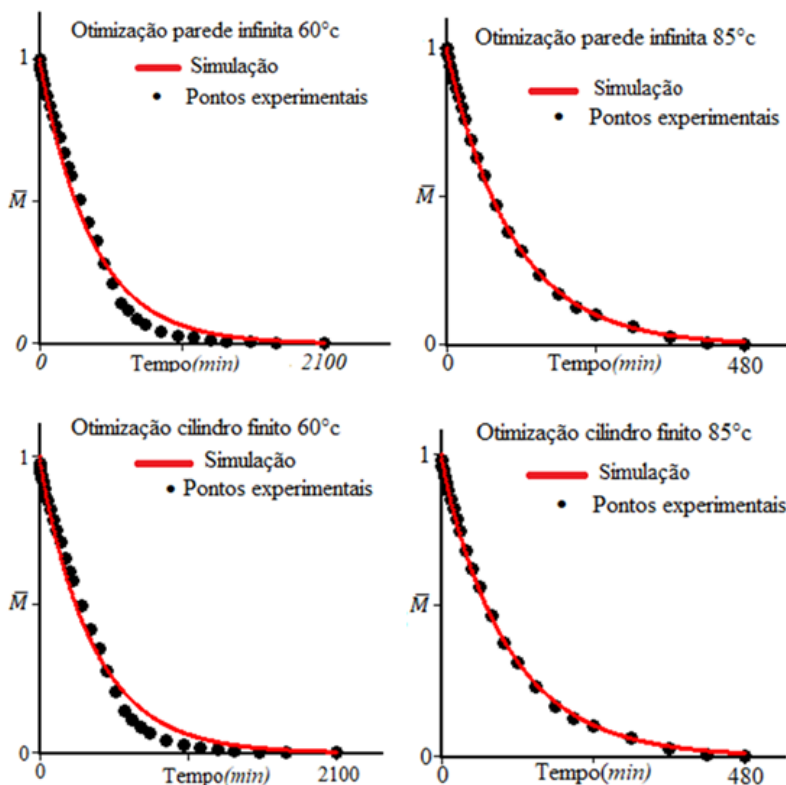 Otimização parede infinita 60°c
Simulação
Pontos experimentais
1
M̅
0
0
Tempo(min)
2100
Otimização parede infinita 85°c
Simulação
Pontos experimentais
1
M̅
0
0
Tempo(min)
480
Otimização cilindro finito 60°c
Simulação
Pontos experimentais
1
M̅
0
0
Tempo(min)
2100
Otimização cilindro finito 85°c
Simulação
Pontos experimentais
1
M̅
0
0
Tempo(min)
480